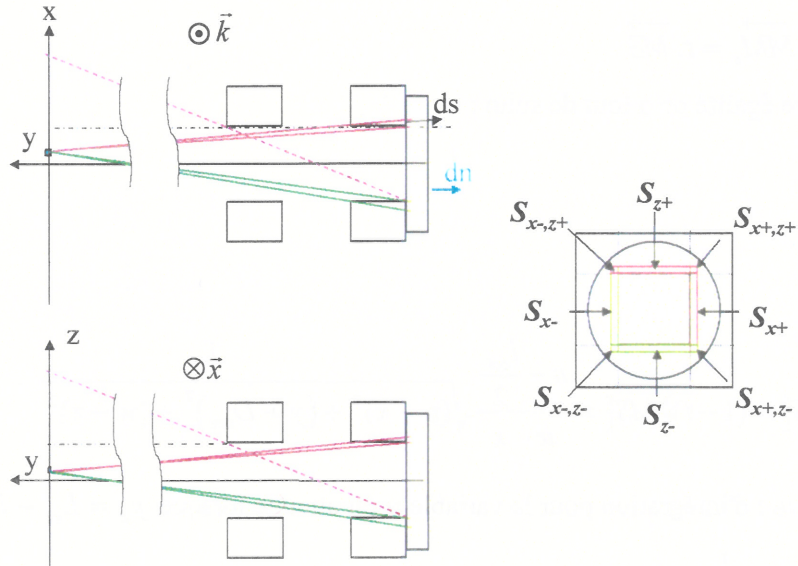 x
⊙ k⃗
ds
y
dn
S_{z+}
S_{x-,z+}
S_{x+,z+}
S_{x-}
S_{x+}
S_{x-,z-}
S_{z-}
S_{x+,z-}
z
⊗ x⃗
y